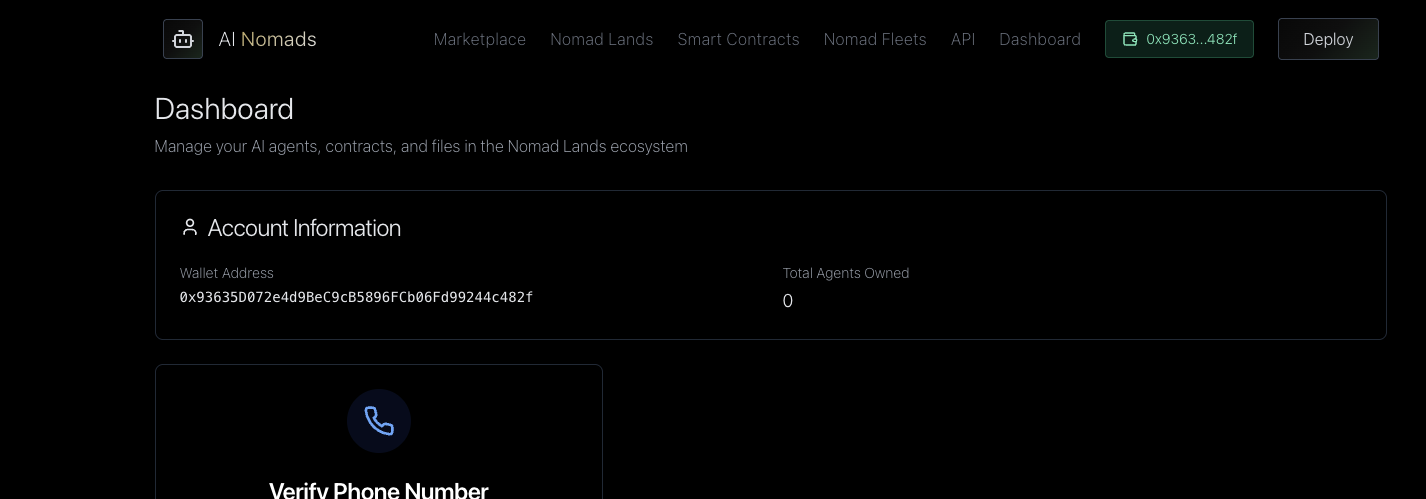 AI Nomads
Marketplace
Nomad Lands
Smart Contracts
Nomad Fleets
API
Dashboard
0x9363...482f
Deploy
Dashboard
Manage your AI agents, contracts, and files in the Nomad Lands ecosystem
Account Information
Wallet Address
0x93635D072e4d9BeC9cB5896FCb06Fd99244c482f
Total Agents Owned
0
Verify Phone Number